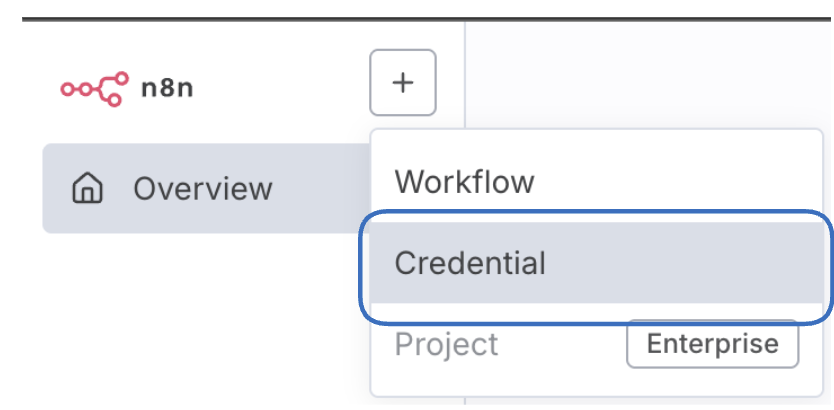 n8n
+
Overview
Workflow
Credential
Project Enterprise